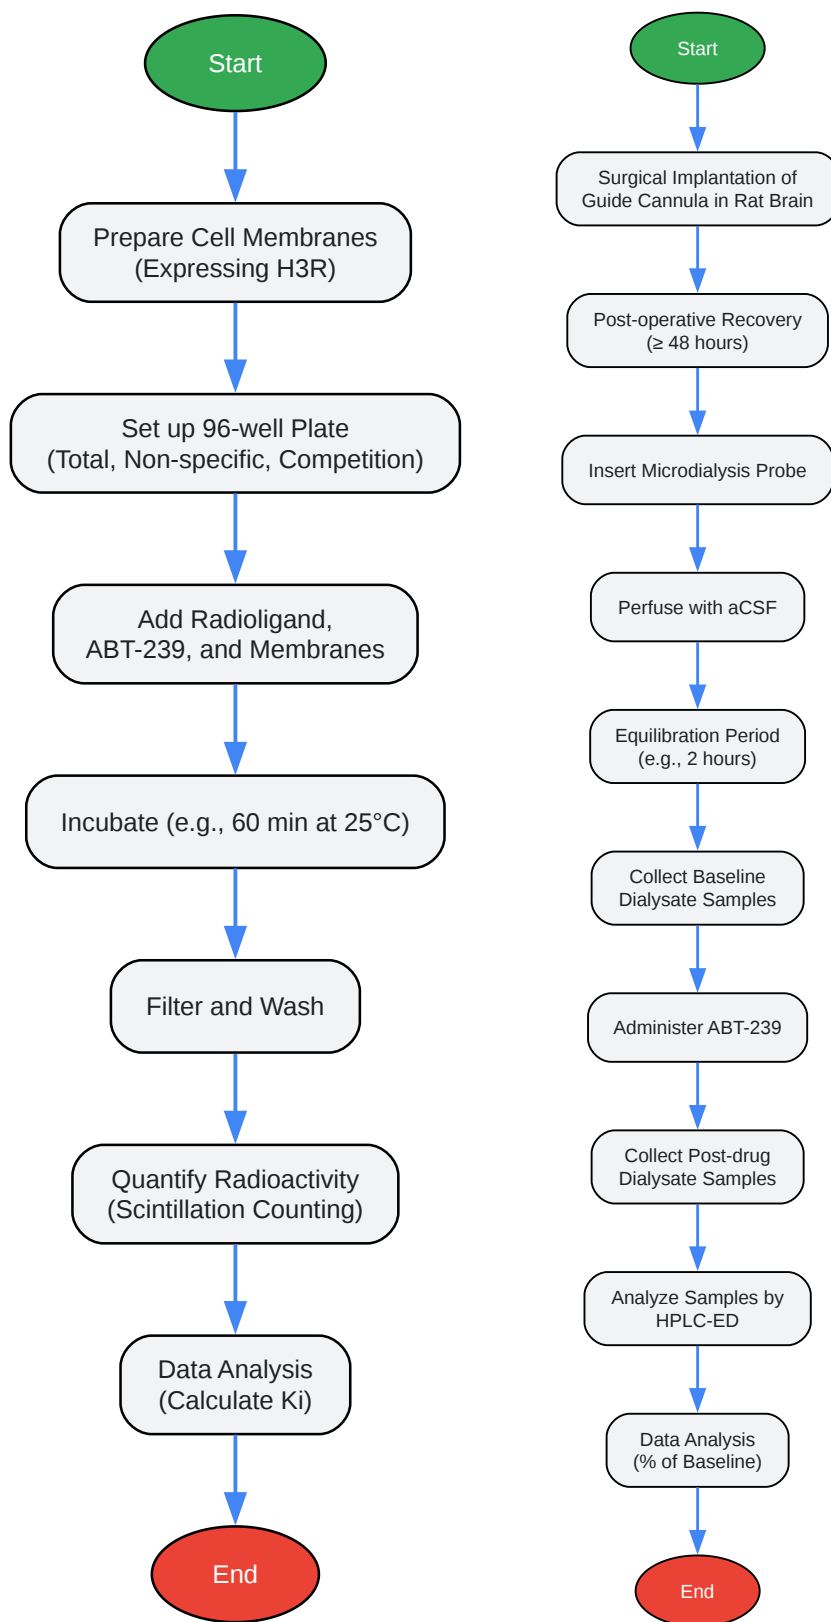 Start
Prepare Cell Membranes
(Expressing H3R)
Set up 96-well Plate
(Total, Non-specific, Competition)
Add Radioligand,
ABT-239, and Membranes
Incubate (e.g., 60 min at 25°C)
Filter and Wash
Quantify Radioactivity
(Scintillation Counting)
Data Analysis
(Calculate Ki)
End
Start
Surgical Implantation of
Guide Cannula in Rat Brain
Post-operative Recovery
(≥ 48 hours)
Insert Microdialysis Probe
Perfuse with aCSF
Equilibration Period
(e.g., 2 hours)
Collect Baseline
Dialysate Samples
Administer ABT-239
Collect Post-drug
Dialysate Samples
Analyze Samples by
HPLC-ED
Data Analysis
(% of Baseline)
End